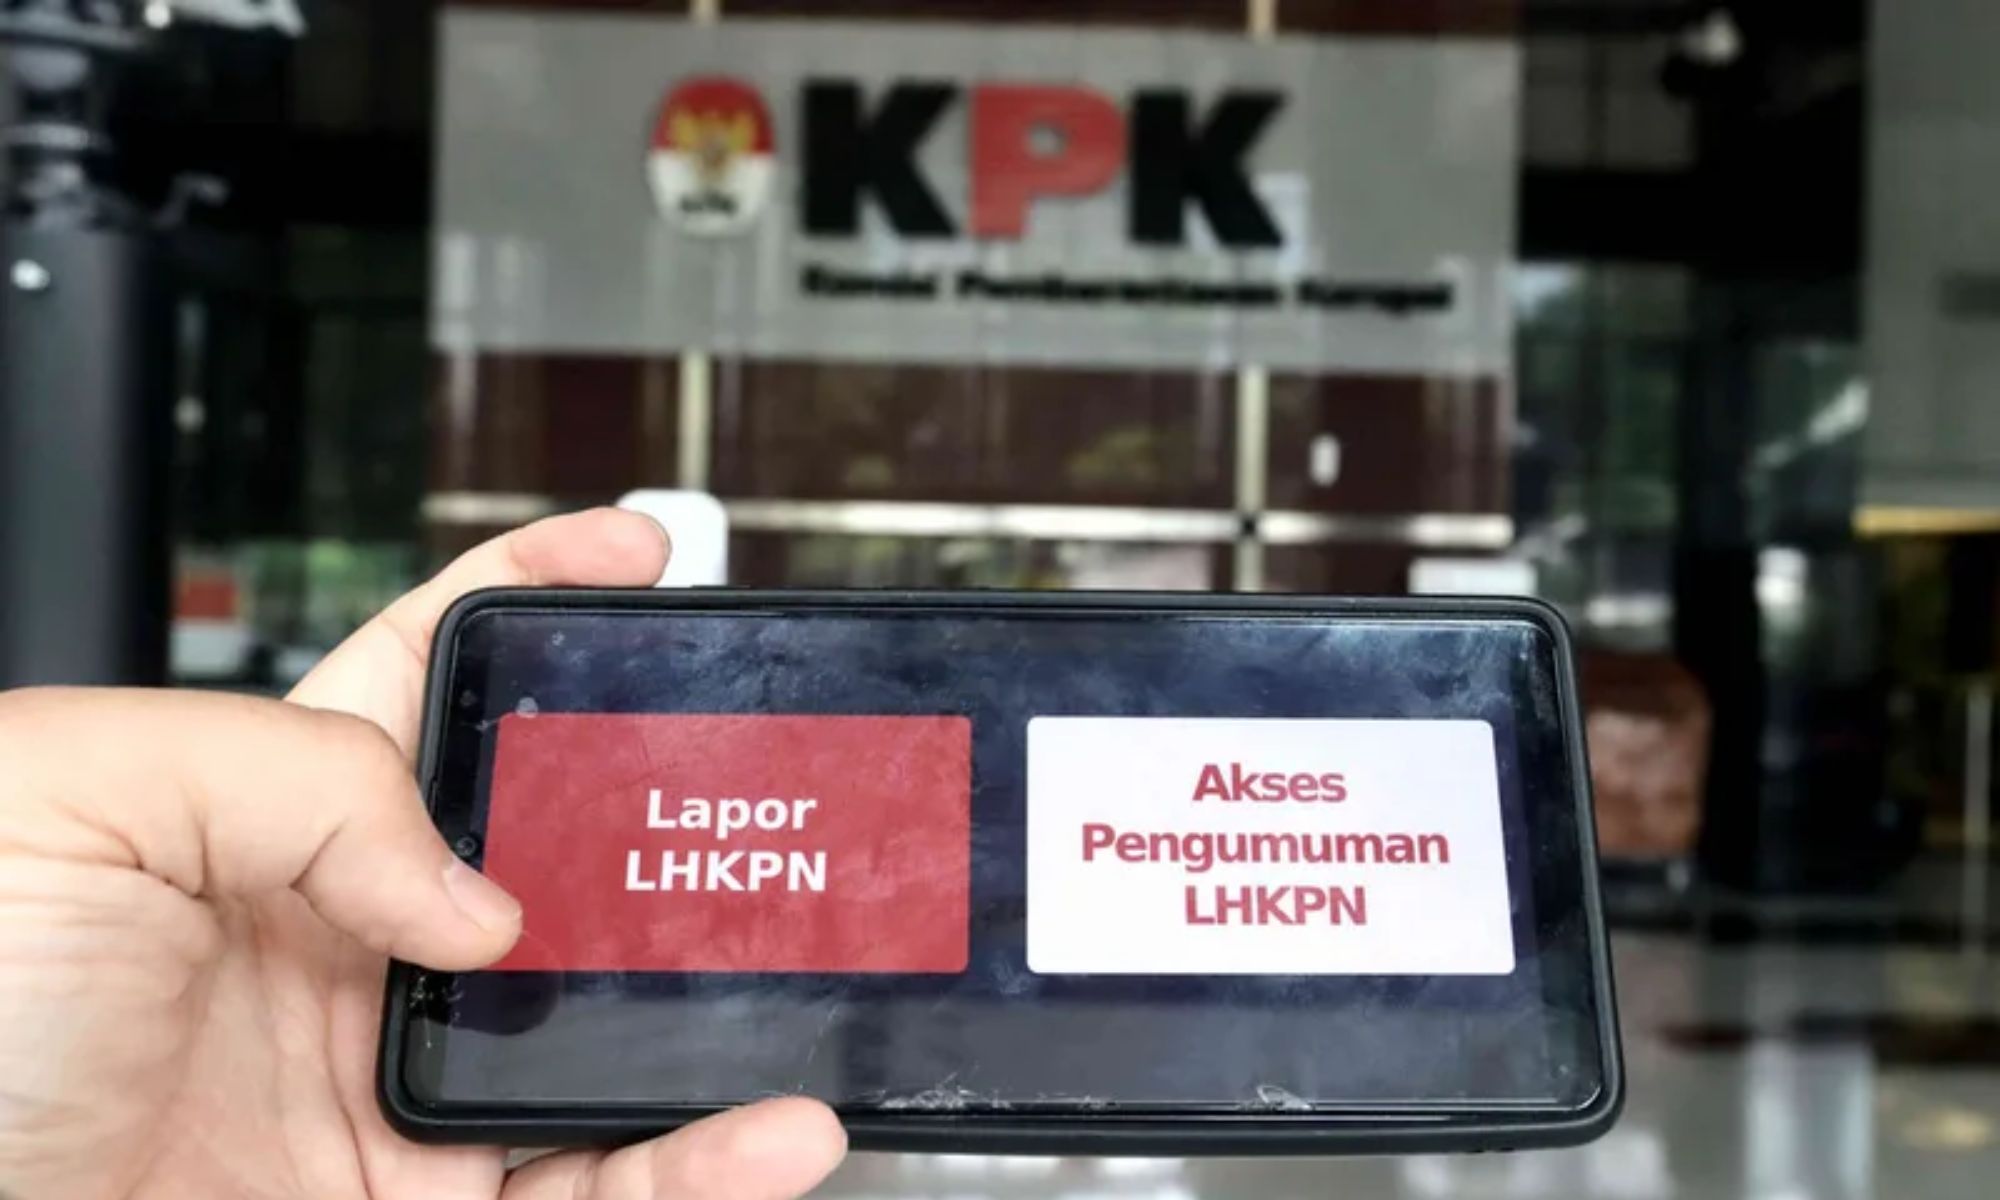 KPK
Komisi Pemberantasan Korupsi
Lapor
LHKPN
Akses
Pengumuman
LHKPN